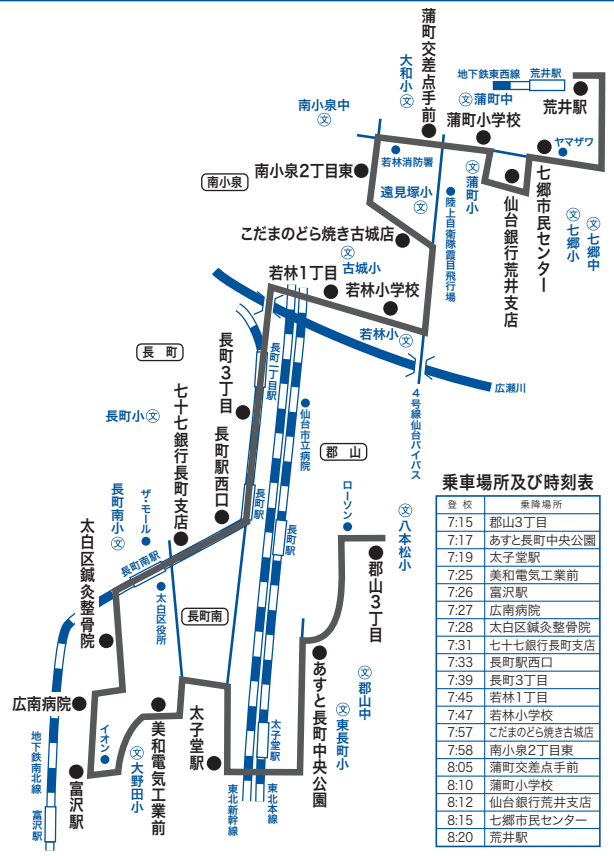 蒲町交差点手前
大和小
文
地下鉄東西線
荒井駅
文蒲町中
荒井駅
南小泉中
文
蒲町小学校
ヤマザワ
若林消防署
南小泉
南小泉2丁目東
遠見塚小
文
文
蒲町小
陸上自衛隊霞目飛行場
仙台銀行荒井支店
七郷市民センター
文
七郷小
文
七郷中
こだまのどら焼き古城店
文
古城小
若林1丁目
若林小学校
若林小文
広瀬川
4号線仙台バイパス
長町
長町3丁目
長町一丁目駅
長町小文
七十七銀行長町支店
長町駅西口
仙台市立病院
郡山
ローソン
長町南小
文
ザ・モール
長町駅
長町駅
文
八本松小
太白区鍼灸整骨院
長町南駅
太白区役所
長町南
郡山3丁目
広南病院
イオン
美和電気工業前
太子堂駅
太子堂駅
あすと長町中央公園
文
郡山中
文
東長町小
地下鉄南北線
富沢駅
富沢駅
文
大野田小
東北新幹線
東北本線
乗車場所及び時刻表
登校 乗降場所
7:15 郡山3丁目
7:17 あすと長町中央公園
7:19 太子堂駅
7:25 美和電気工業前
7:26 富沢駅
7:27 広南病院
7:28 太白区鍼灸整骨院
7:31 七十七銀行長町支店
7:33 長町駅西口
7:39 長町3丁目
7:45 若林1丁目
7:47 若林小学校
7:57 こだまのどら焼き古城店
7:58 南小泉2丁目東
8:05 蒲町交差点手前
8:10 蒲町小学校
8:12 仙台銀行荒井支店
8:15 七郷市民センター
8:20 荒井駅